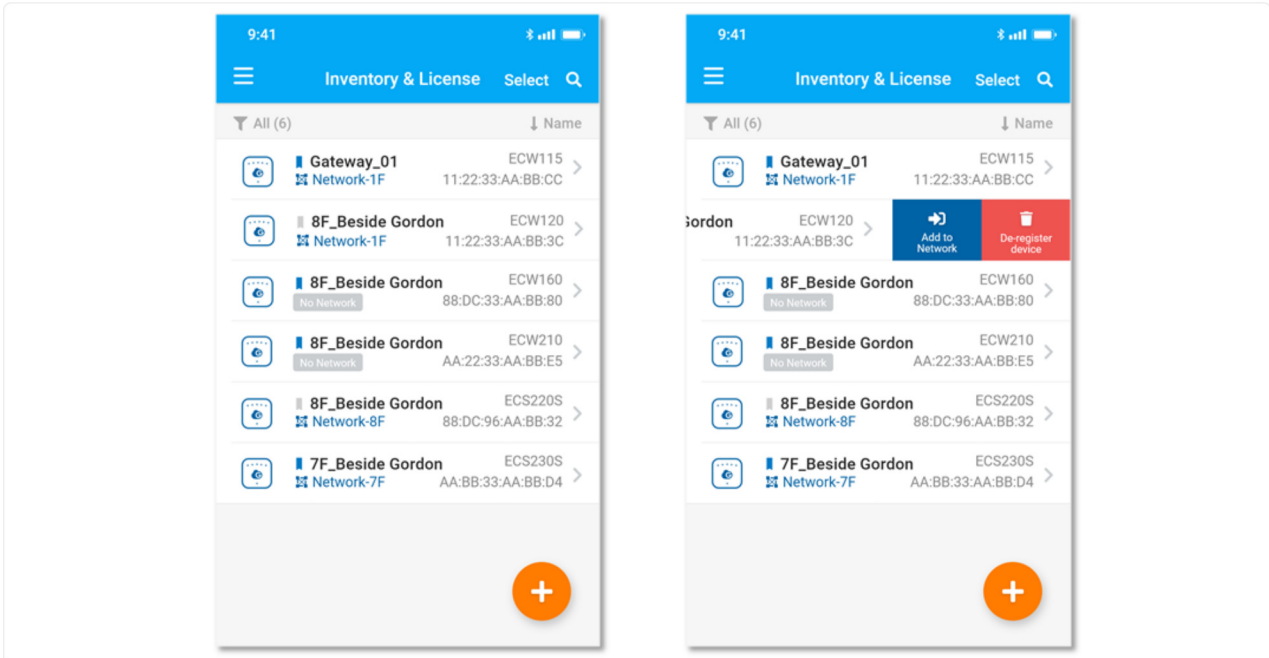 9:41
Inventory & License Select
All (6) Name
Gateway_01 ECW115
Network-1F 11:22:33:AA:BB:CC
8F_Beside Gordon ECW120
Network-1F 11:22:33:AA:BB:3C
8F_Beside Gordon ECW160
No Network 88:DC:33:AA:BB:80
8F_Beside Gordon ECW210
No Network AA:22:33:AA:BB:E5
8F_Beside Gordon ECS220S
Network-8F 88:DC:96:AA:BB:32
7F_Beside Gordon ECS230S
Network-7F AA:BB:33:AA:BB:D4
9:41
Inventory & License Select
All (6) Name
Gateway_01 ECW115
Network-1F 11:22:33:AA:BB:CC
Gordon ECW120
11:22:33:AA:BB:3C
Add to
Network
De-register
device
8F_Beside Gordon ECW160
No Network 88:DC:33:AA:BB:80
8F_Beside Gordon ECW210
No Network AA:22:33:AA:BB:E5
8F_Beside Gordon ECS220S
Network-8F 88:DC:96:AA:BB:32
7F_Beside Gordon ECS230S
Network-7F AA:BB:33:AA:BB:D4